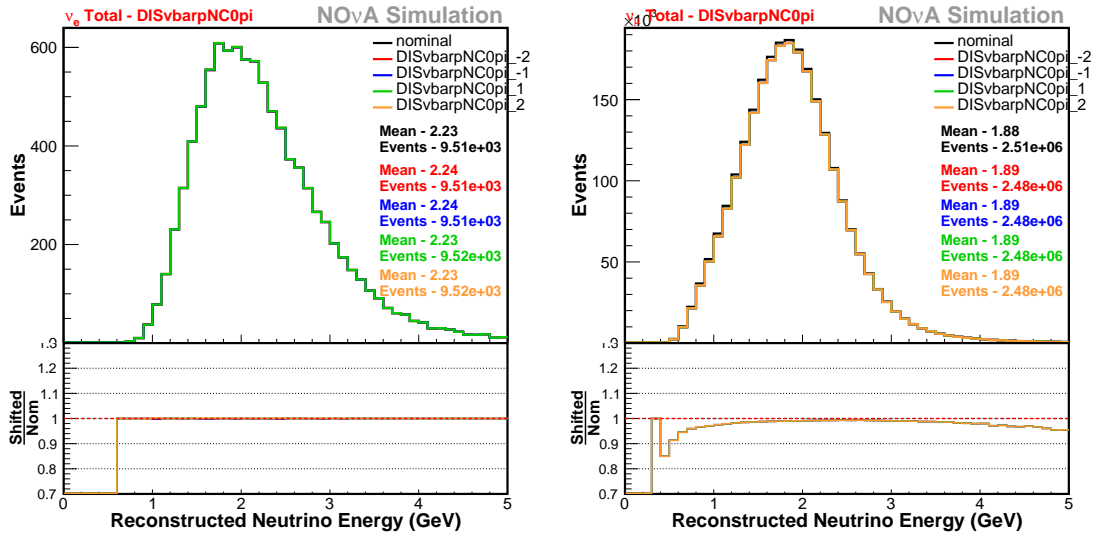 νe Total - DISvbarpNC0pi
NOνA Simulation
nominal
DISvbarpNC0pi_-2
DISvbarpNC0pi_-1
DISvbarpNC0pi_1
DISvbarpNC0pi_2
Mean - 2.23
Events - 9.51e+03
Mean - 2.24
Events - 9.51e+03
Mean - 2.24
Events - 9.51e+03
Mean - 2.23
Events - 9.52e+03
Mean - 2.23
Events - 9.52e+03
Events
600
400
200
1.3
1.2
1.1
1
0.9
0.8
0.7
Shifted
Nom
0 1 2 3 4 5
Reconstructed Neutrino Energy (GeV)
Total - DISvbarpNC0pi
NOνA Simulation
nominal
DISvbarpNC0pi_-2
DISvbarpNC0pi_-1
DISvbarpNC0pi_1
DISvbarpNC0pi_2
Mean - 1.88
Events - 2.51e+06
Mean - 1.89
Events - 2.48e+06
Mean - 1.89
Events - 2.48e+06
Mean - 1.89
Events - 2.48e+06
Mean - 1.89
Events - 2.48e+06
Events
150
100
50
1.3
1.2
1.1
1
0.9
0.8
0.7
Shifted
Nom
0 1 2 3 4 5
Reconstructed Neutrino Energy (GeV)